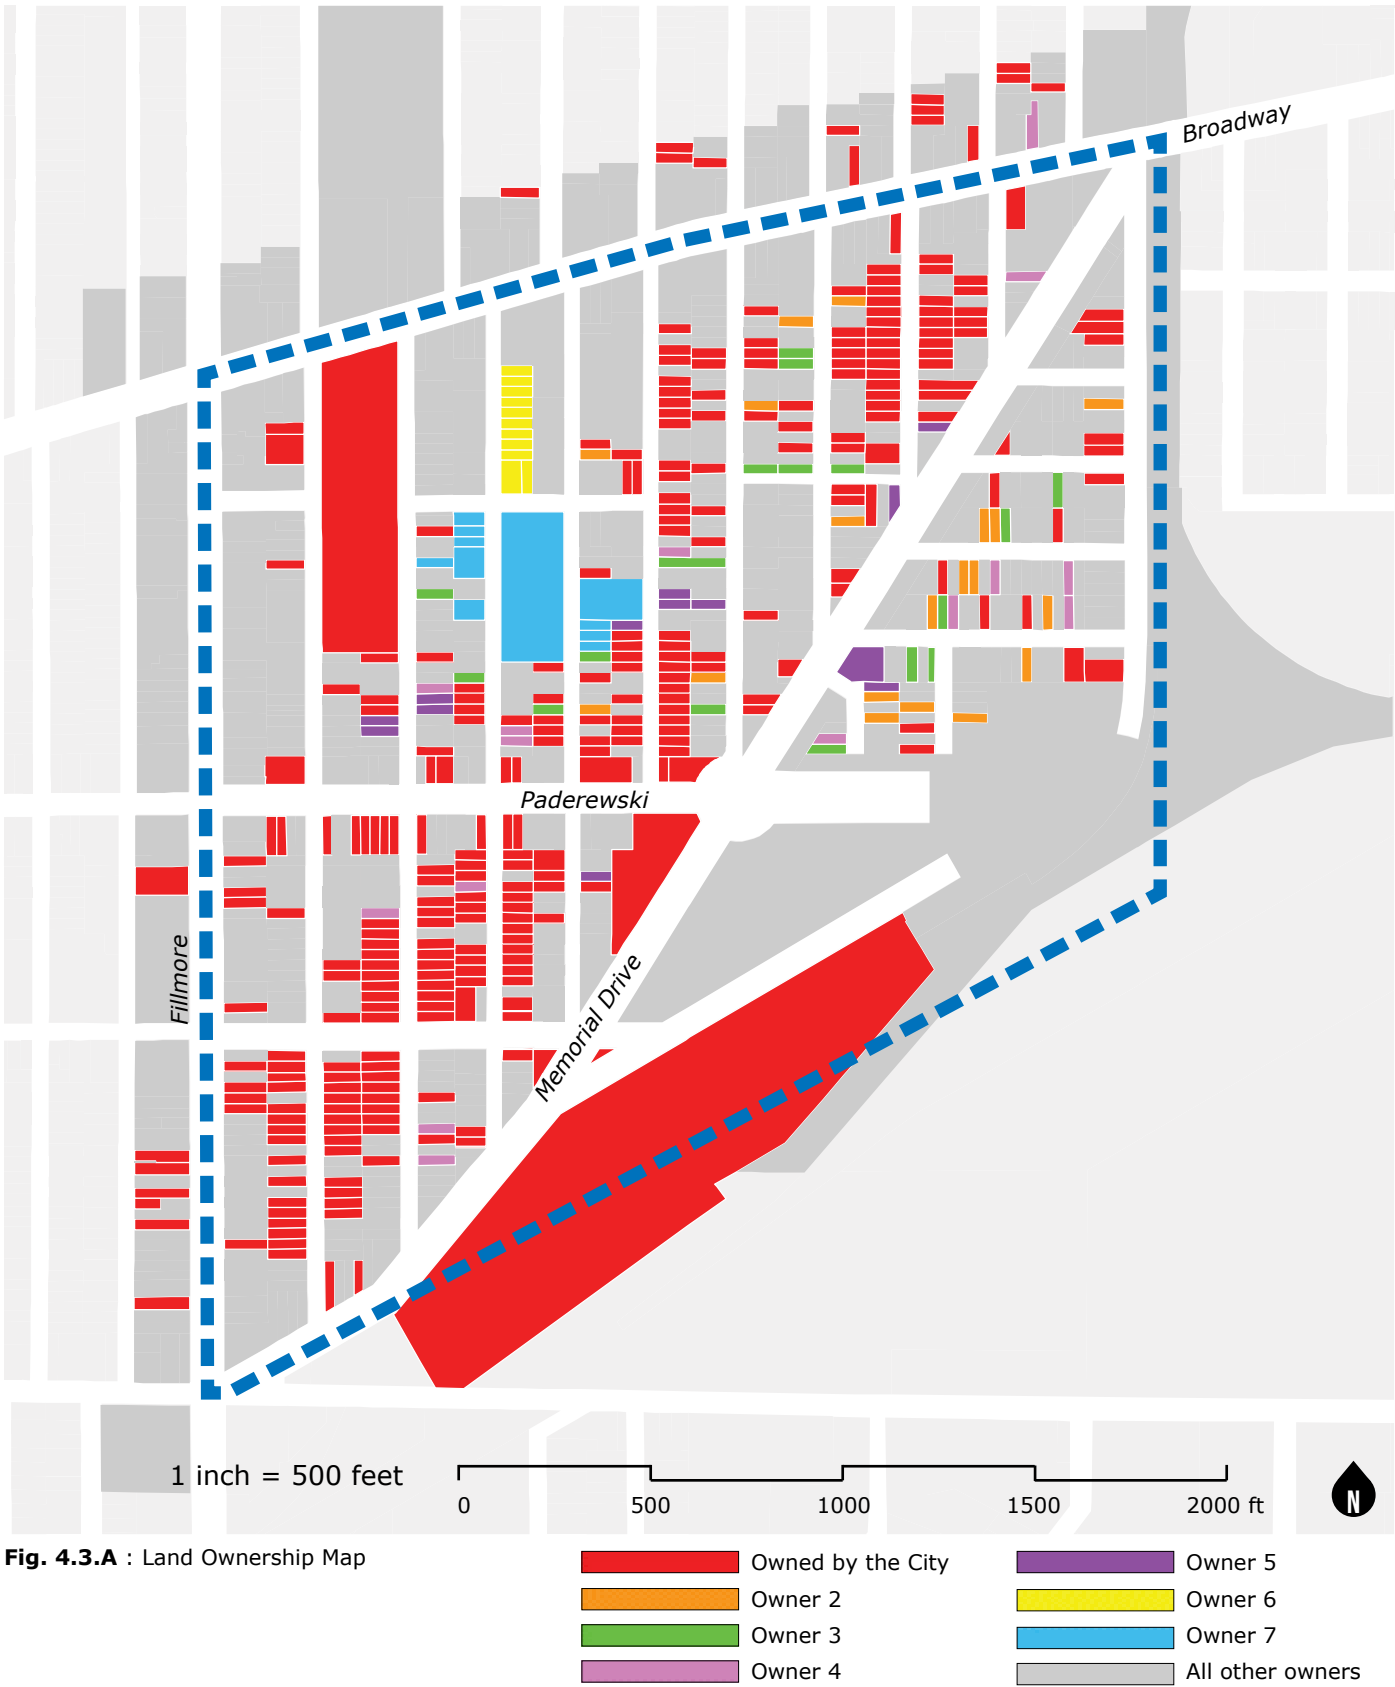 Broadway
Paderewski
Fillmore
Memorial Drive
1 inch = 500 feet
0 500 1000 1500 2000 ft
N
Fig. 4.3.A : Land Ownership Map
Owned by the City
Owner 2
Owner 3
Owner 4
Owner 5
Owner 6
Owner 7
All other owners